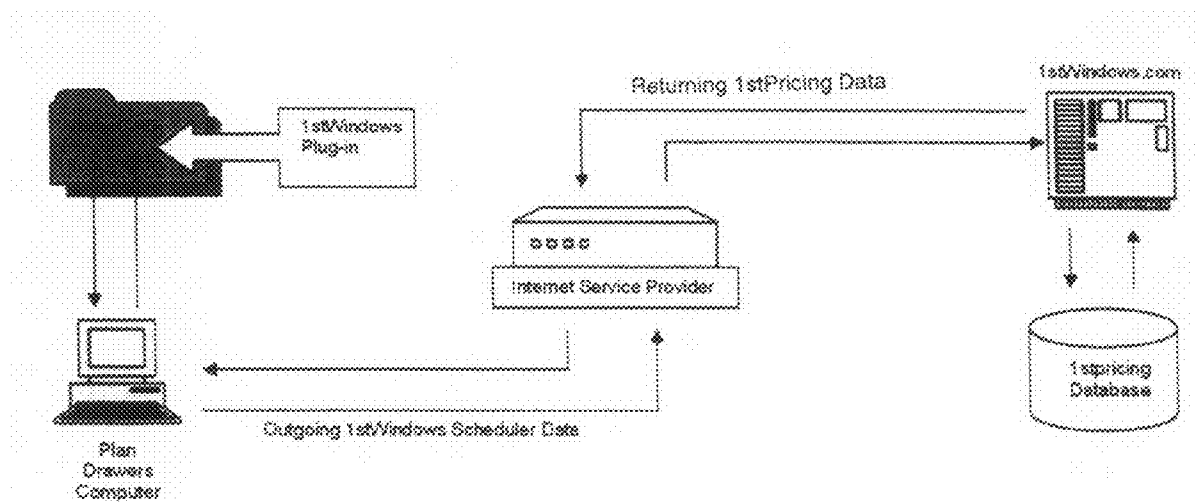 Returning 1stPricing Data
1stWindows.com
1stWindows
Plug-in
Internet Service Provider
1stpricing
Database
Outgoing 1stWindows Scheduler Data
Plan
Drawers
Computer